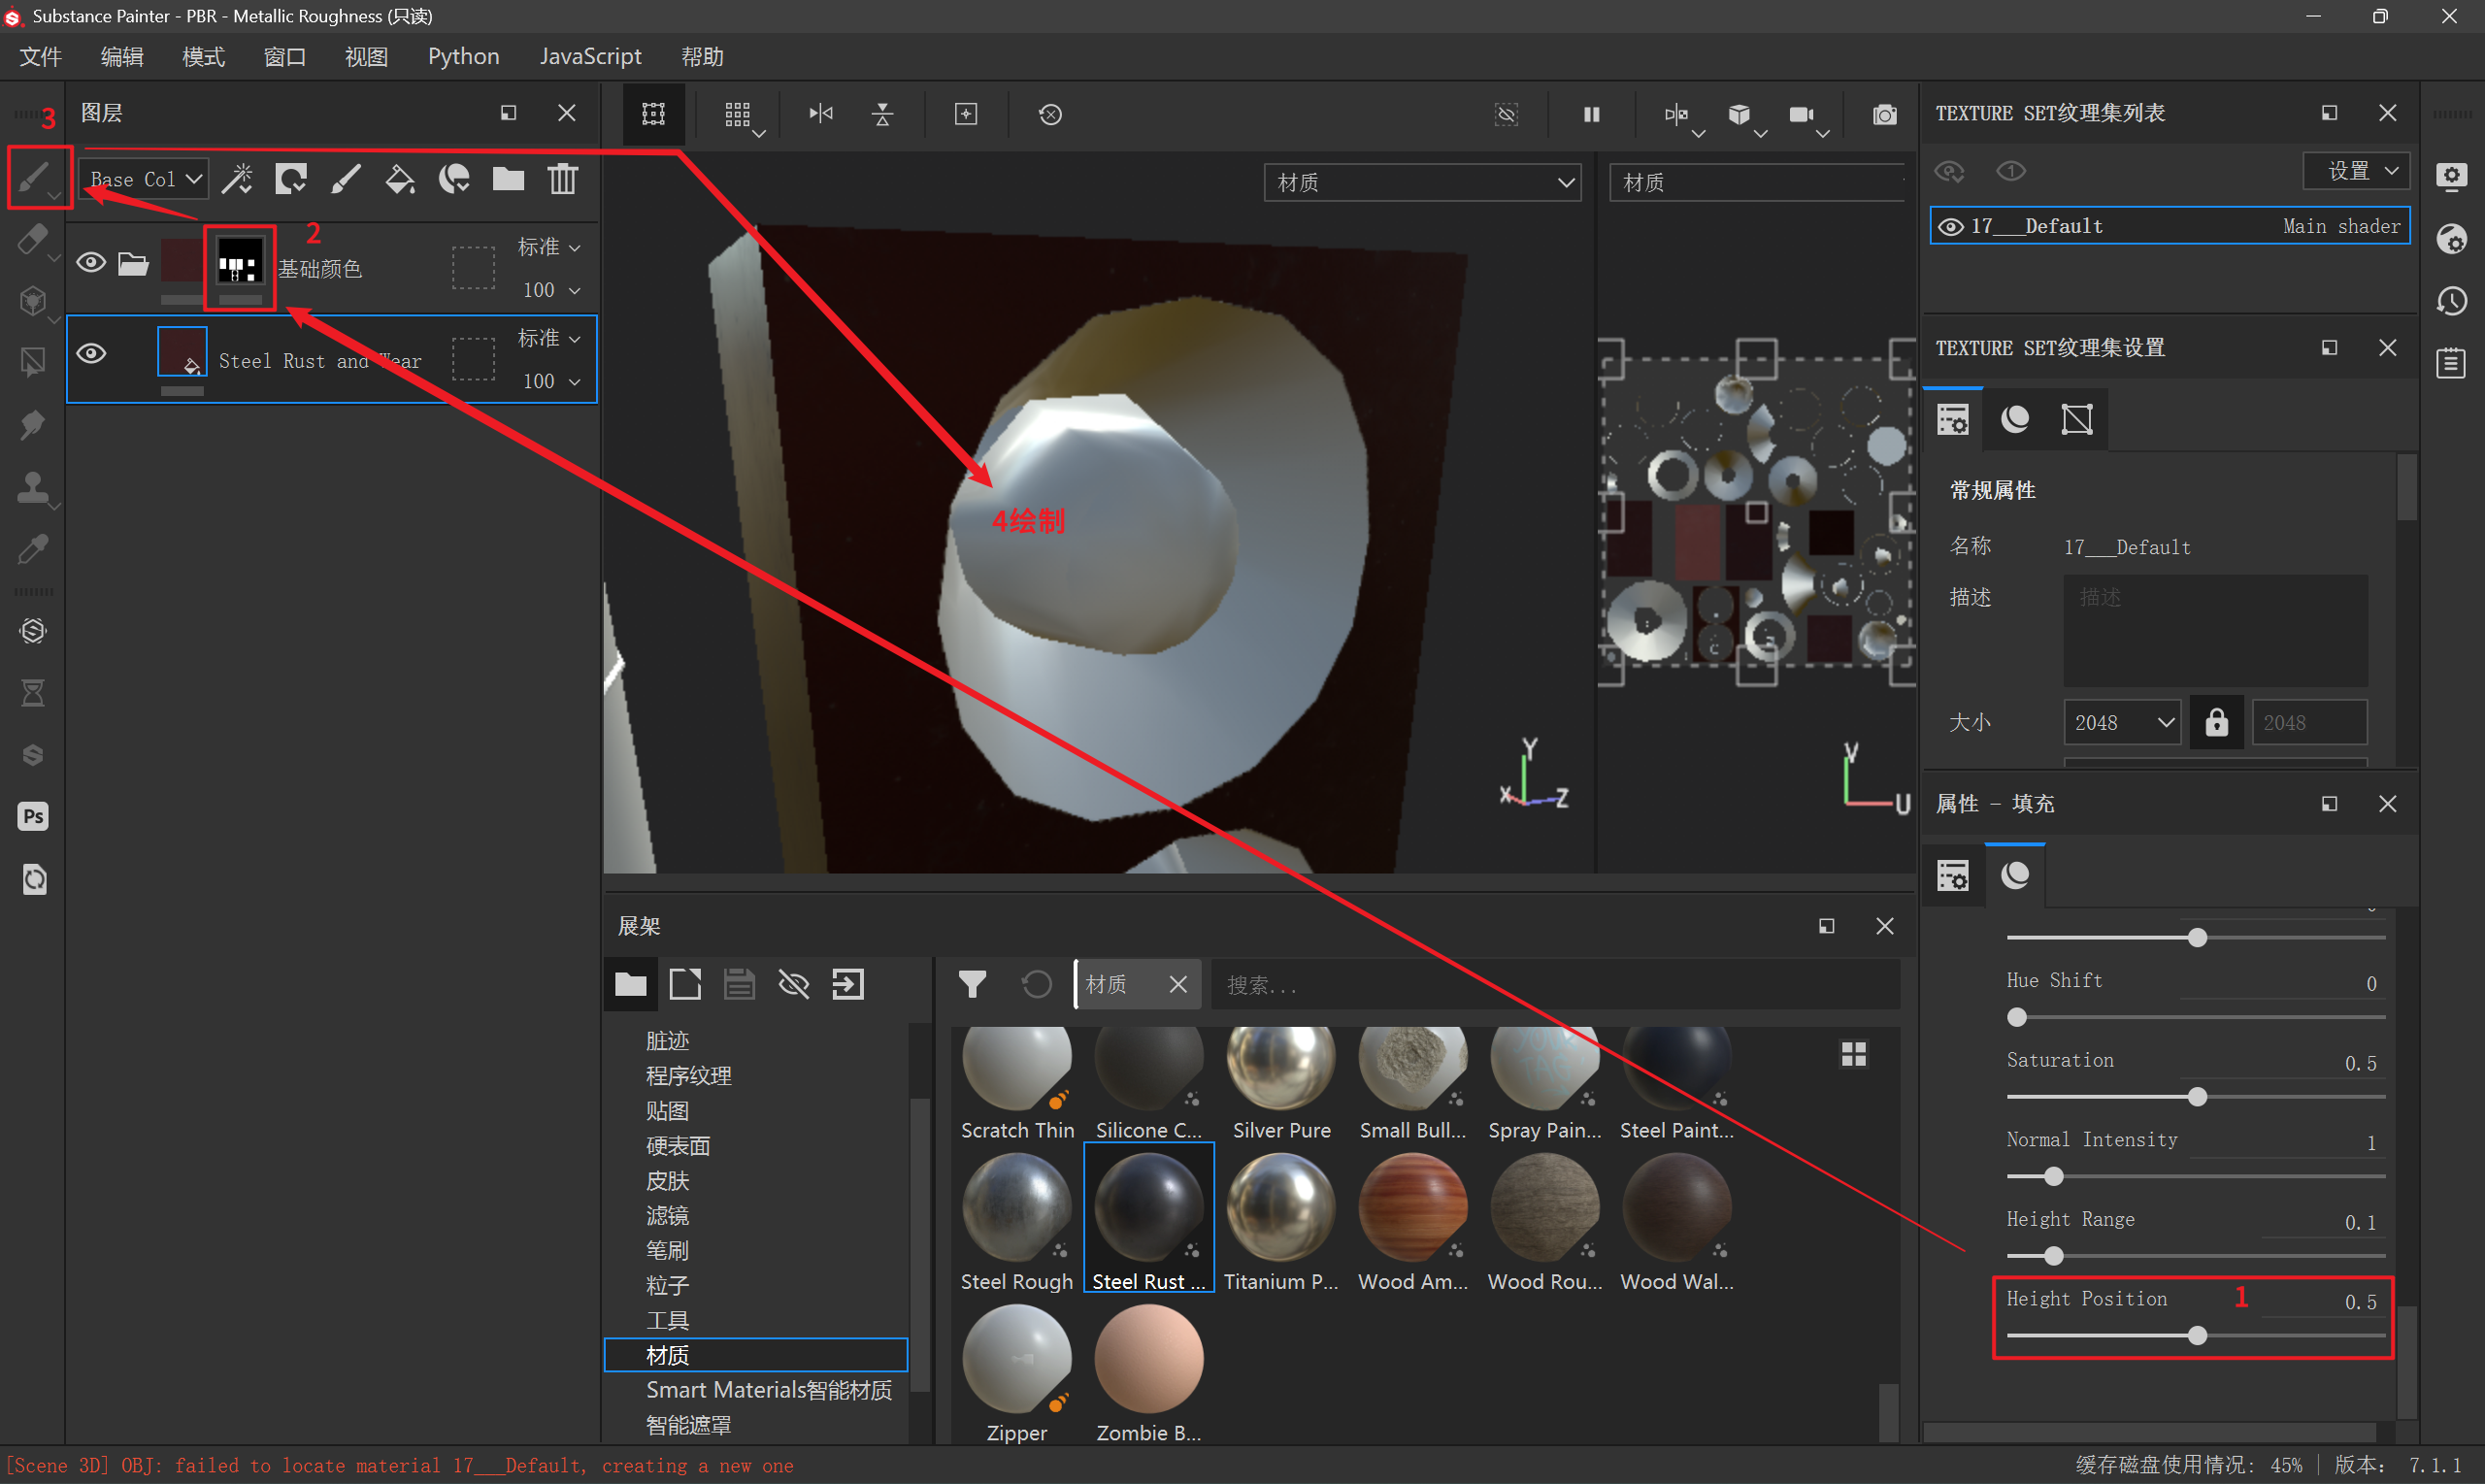 Substance Painter - PBR - Metallic Roughness (只读)
文件 编辑 模式 窗口 视图 Python JavaScript 帮助
3
图层
Base Col
2
基础颜色
标准
100
Steel Rust and Wear
标准
100
Ps
材质
材质
4绘制
Y
X
Z
V
U
TEXTURE SET纹理集列表
设置
17___Default Main shader
TEXTURE SET纹理集设置
常规属性
名称 17___Default
描述 描述
大小 2048 2048
属性 - 填充
Hue Shift 0
Saturation 0.5
Normal Intensity 1
Height Range 0.1
Height Position 1 0.5
展架
材质
搜索...
脏迹
程序纹理
贴图
硬表面
皮肤
滤镜
笔刷
粒子
工具
材质
Smart Materials智能材质
智能遮罩
Scratch Thin Silicone C... Silver Pure Small Bull... Spray Pain... Steel Paint...
Steel Rough Steel Rust ... Titanium P... Wood Am... Wood Rou... Wood Wal...
Zipper Zombie B...
[Scene 3D] OBJ: failed to locate material 17___Default, creating a new one
缓存磁盘使用情况: 45% | 版本: 7.1.1